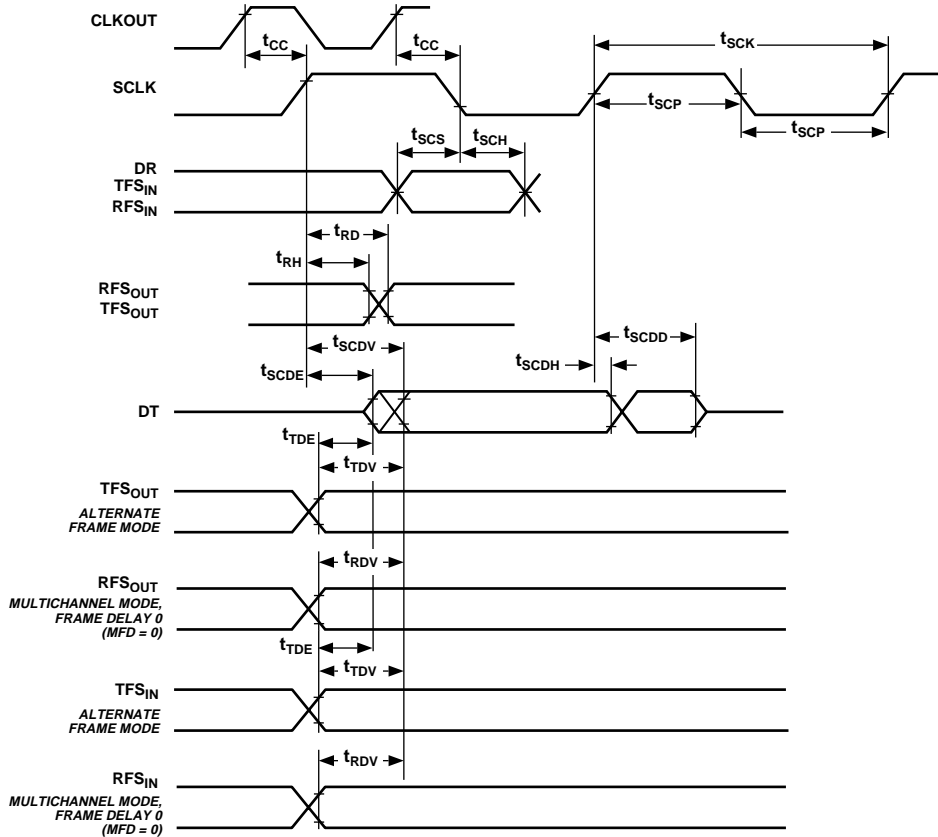 CLKOUT
tCC
tCC
tSCK
SCLK
tSCP
tSCP
tSCS
tSCH
DR
TFSIN
RFSIN
tRD
tRH
RFSOUT
TFSOUT
tSCDV
tSCDD
tSCDH
tSCDE
DT
tTDE
tTDV
TFSOUT
ALTERNATE
FRAME MODE
tRDV
RFSOUT
MULTICHANNEL MODE,
FRAME DELAY 0
(MFD = 0)
tTDE
tTDV
TFSIN
ALTERNATE
FRAME MODE
tRDV
RFSIN
MULTICHANNEL MODE,
FRAME DELAY 0
(MFD = 0)